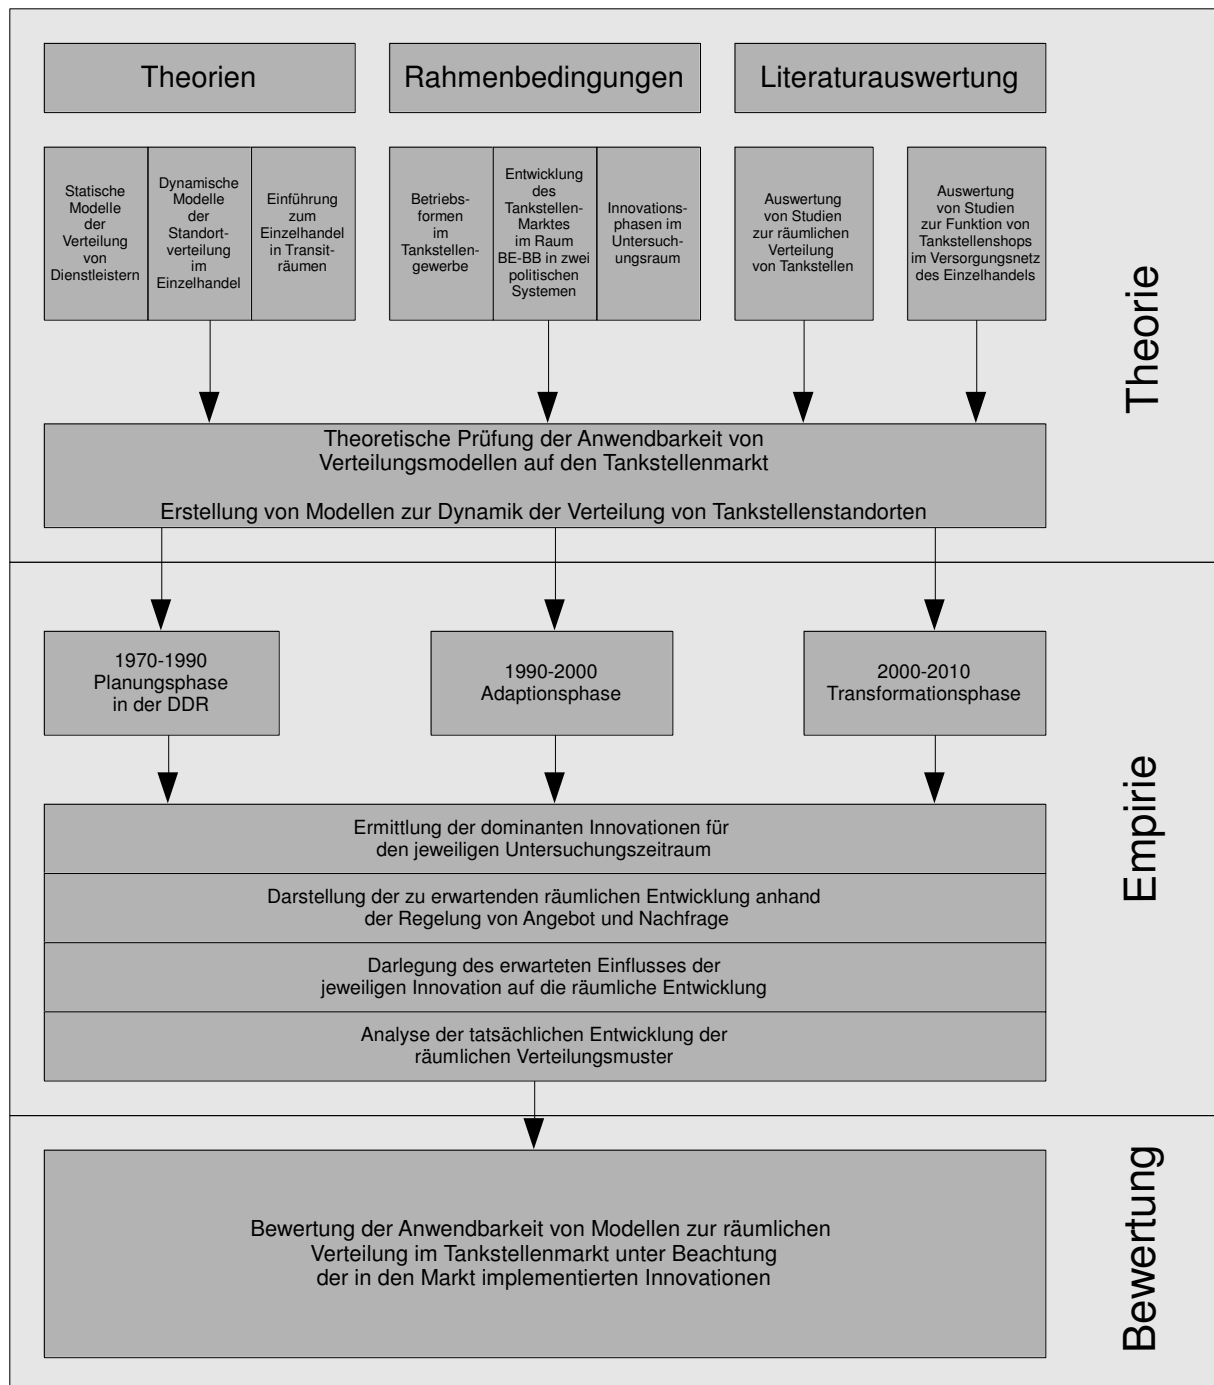 Theorien
Rahmenbedingungen
Literaturauswertung
Statische
Modelle
der
Verteilung
von
Dienstleistern
Dynamische
Modelle
der
Standort-
verteilung
im
Einzelhandel
Einführung
zum
Einzelhandel
in Transit-
räumen
Betriebs-
formen
im
Tankstellen-
gewerbe
Entwicklung
des
Tankstellen-
Marktes
im Raum
BE-BB in zwei
politischen
Systemen
Innovations-
phasen im
Untersuch-
ungsraum
Auswertung
von Studien
zur räumlichen
Verteilung
von Tankstellen
Auswertung
von Studien
zur Funktion von
Tankstellenshops
im Versorgungsnetz
des Einzelhandels
Theorie
Theoretische Prüfung der Anwendbarkeit von
Verteilungsmodellen auf den Tankstellenmarkt
Erstellung von Modellen zur Dynamik der Verteilung von Tankstellenstandorten
1970-1990
Planungsphase
in der DDR
1990-2000
Adaptionsphase
2000-2010
Transformationsphase
Empirie
Ermittlung der dominanten Innovationen für
den jeweiligen Untersuchungszeitraum
Darstellung der zu erwartenden räumlichen Entwicklung anhand
der Regelung von Angebot und Nachfrage
Darlegung des erwarteten Einflusses der
jeweiligen Innovation auf die räumliche Entwicklung
Analyse der tatsächlichen Entwicklung der
räumlichen Verteilungsmuster
Bewertung der Anwendbarkeit von Modellen zur räumlichen
Verteilung im Tankstellenmarkt unter Beachtung
der in den Markt implementierten Innovationen
Bewertung